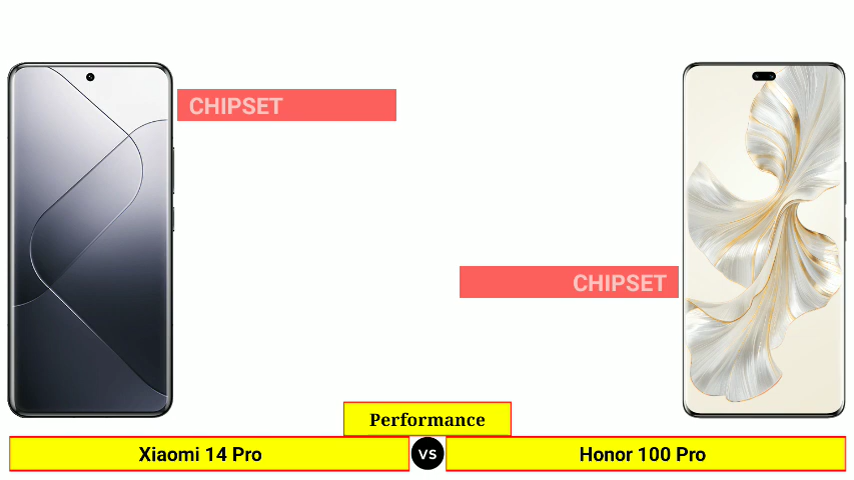 CHIPSET
CHIPSET
Performance
Xiaomi 14 Pro
VS
Honor 100 Pro